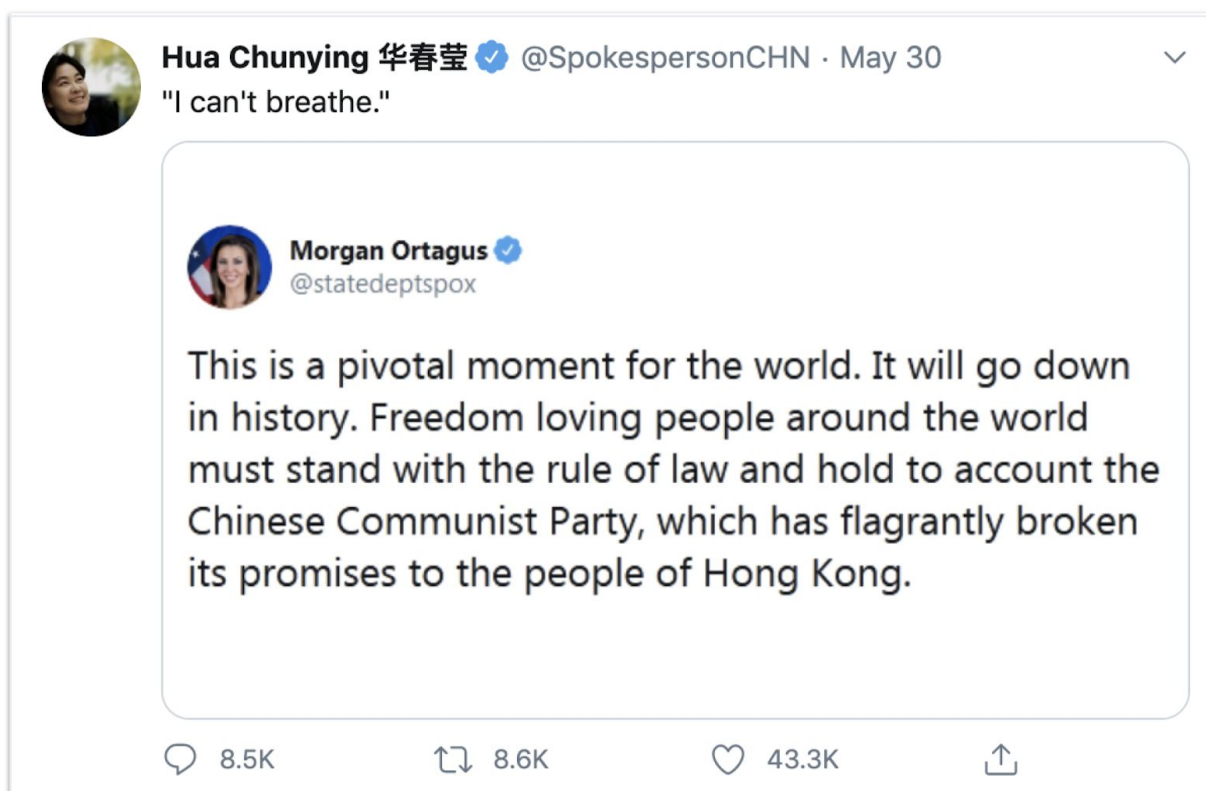 Hua Chunying 华春莹 @SpokespersonCHN · May 30
"I can't breathe."
Morgan Ortagus
@statedeptspox
This is a pivotal moment for the world. It will go down
in history. Freedom loving people around the world
must stand with the rule of law and hold to account the
Chinese Communist Party, which has flagrantly broken
its promises to the people of Hong Kong.
8.5K 8.6K 43.3K